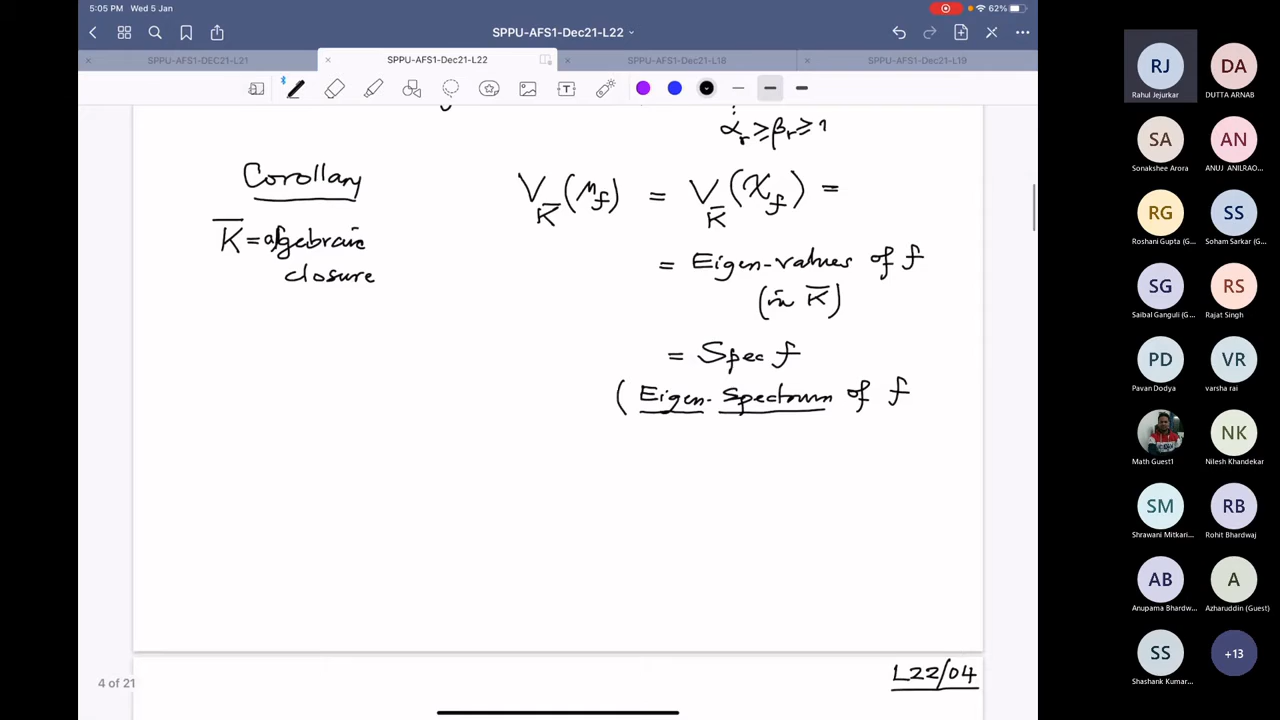 5:05 PM Wed 5 Jan
62%
SPPU-AFS1-Dec21-L22
SPPU-AFS1-DEC21-L21
SPPU-AFS1-Dec21-L22
SPPU-AFS1-Dec21-L18
SPPU-AFS1-Dec21-L19
α_r ≥ β_r ≥ 1
Corollary
K̅ = algebraic
closure
V_K̅(μ_f) = V_K̅(χ_f) =
= Eigen-values of f
(in K̅)
= Spec f
(Eigen-Spectrum of f
4 of 21
L22/04
RJ
Rahul Jejurkar
DA
DUTTA ARNAB
SA
Sonakshee Arora
AN
ANUJ ANILRAO...
RG
Roshani Gupta (G...
SS
Soham Sarkar (G...
SG
Saibal Ganguli (G...
RS
Rajat Singh
PD
Pavan Dodya
VR
varsha rai
Math Guest1
NK
Nilesh Khandekar
SM
Shrawani Mitkari...
RB
Rohit Bhardwaj
AB
Anupama Bhardw...
A
Azharuddin (Guest)
SS
Shashank Kumar...
+13